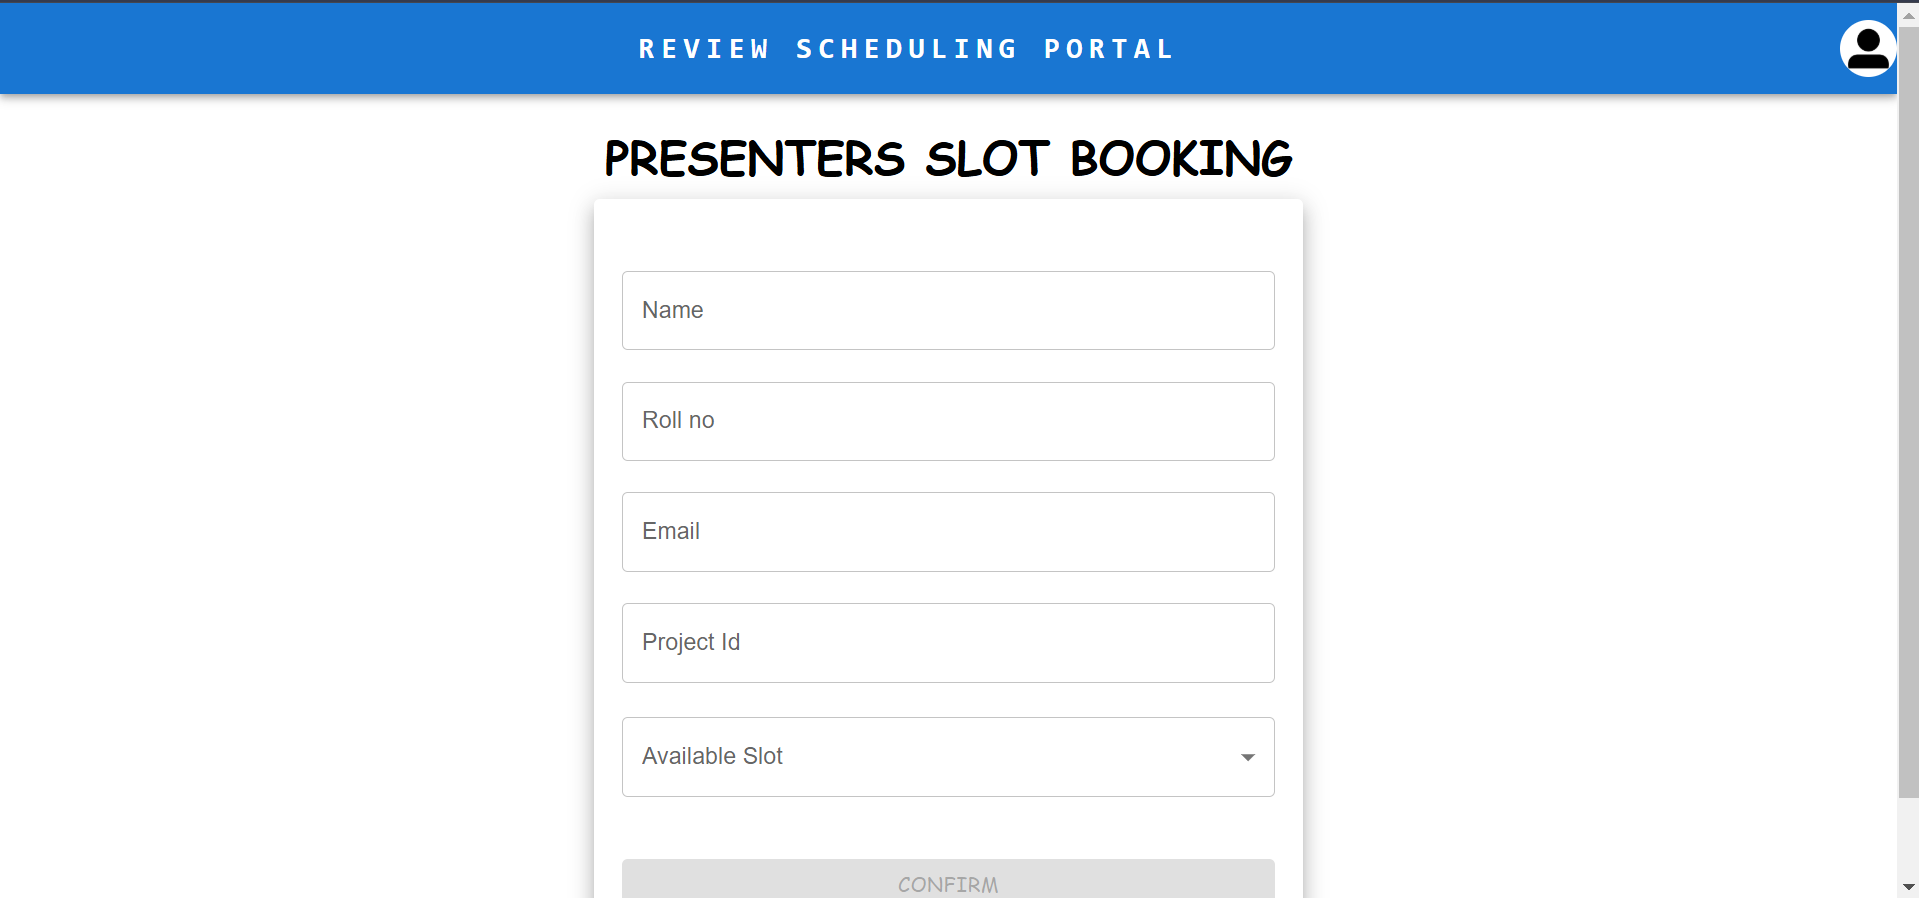 REVIEW SCHEDULING PORTAL
PRESENTERS SLOT BOOKING
Name
Roll no
Email
Project Id
Available Slot
CONFIRM